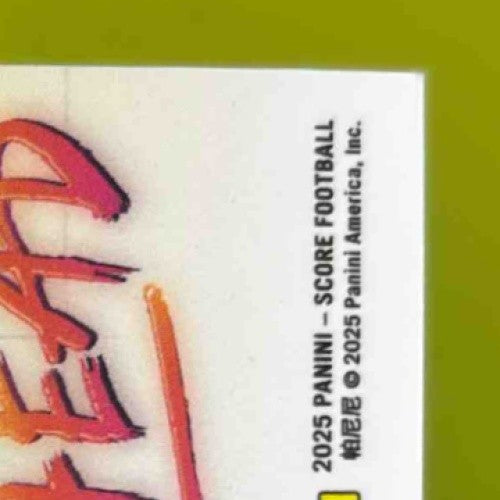 2025 PANINI – SCORE FOOTBALL
帕尼尼 © 2025 Panini America, Inc.